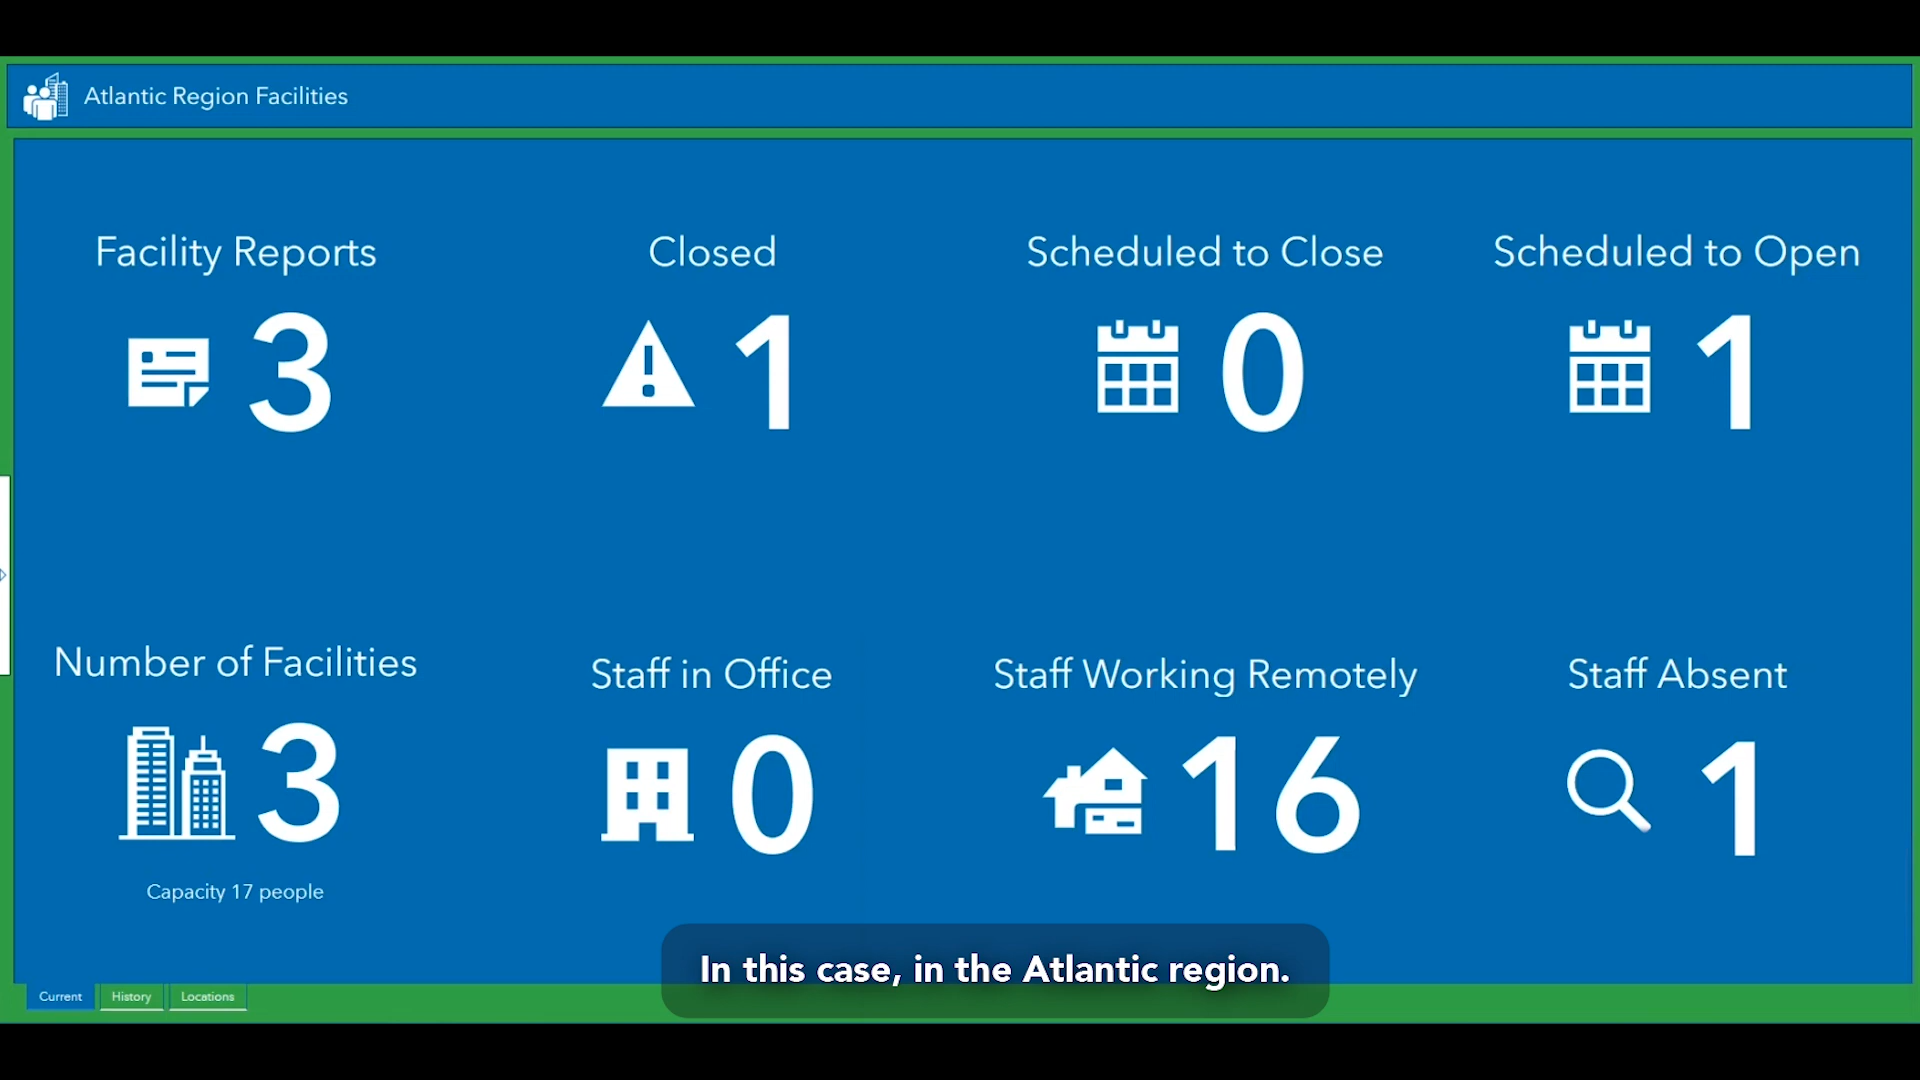 Atlantic Region Facilities
Facility Reports
3
Closed
1
Scheduled to Close
0
Scheduled to Open
1
Number of Facilities
3
Capacity 17 people
Staff in Office
0
Staff Working Remotely
16
Staff Absent
1
In this case, in the Atlantic region.
Current
History
Locations